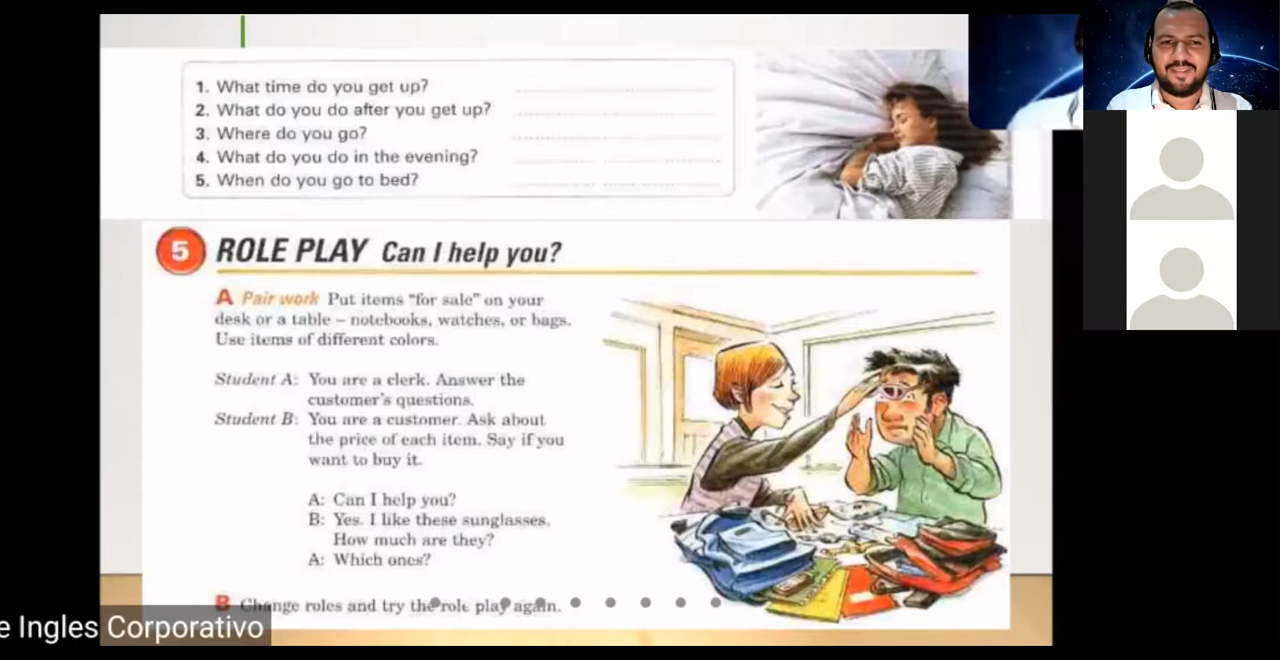 1. What time do you get up?
2. What do you do after you get up?
3. Where do you go?
4. What do you do in the evening?
5. When do you go to bed?
5 ROLE PLAY Can I help you?
A Pair work Put items "for sale" on your
desk or a table – notebooks, watches, or bags.
Use items of different colors.
Student A: You are a clerk. Answer the
customer's questions.
Student B: You are a customer. Ask about
the price of each item. Say if you
want to buy it.
A: Can I help you?
B: Yes. I like these sunglasses.
How much are they?
A: Which ones?
B Change roles and try the role play again.
e Ingles Corporativo